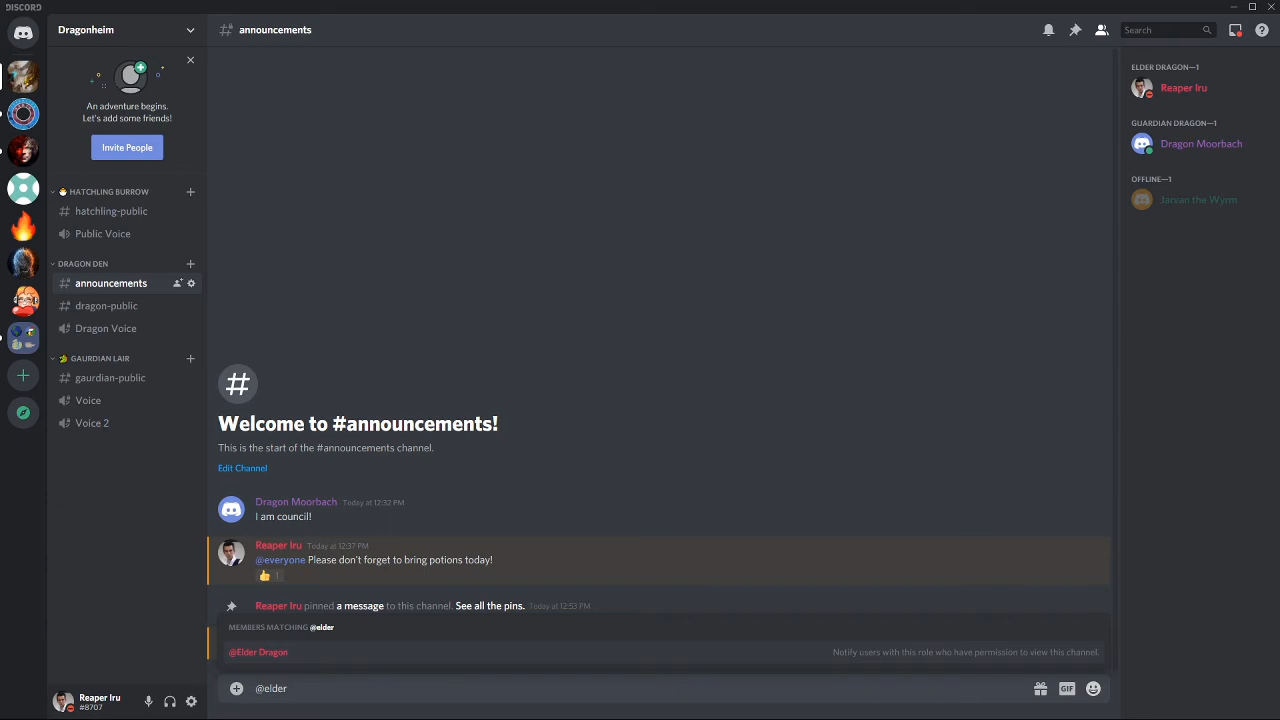 DISCORD
Dragonheim
An adventure begins.
Let's add some friends!
Invite People
HATCHLING BURROW
hatchling-public
Public Voice
DRAGON DEN
announcements
dragon-public
Dragon Voice
GAURDIAN LAIR
gaurdian-public
Voice
Voice 2
Reaper Iru
#8707
announcements
Search
Welcome to #announcements!
This is the start of the #announcements channel.
Edit Channel
Dragon Moorbach Today at 12:32 PM
I am council!
Reaper Iru Today at 12:37 PM
@everyone Please don't forget to bring potions today!
👍 1
Reaper Iru pinned a message to this channel. See all the pins. Today at 12:53 PM
MEMBERS MATCHING @elder
@Elder Dragon Notify users with this role who have permission to view this channel.
@elder
GIF
ELDER DRAGON—1
Reaper Iru
GUARDIAN DRAGON—1
Dragon Moorbach
OFFLINE—1
Jarvan the Wyrm